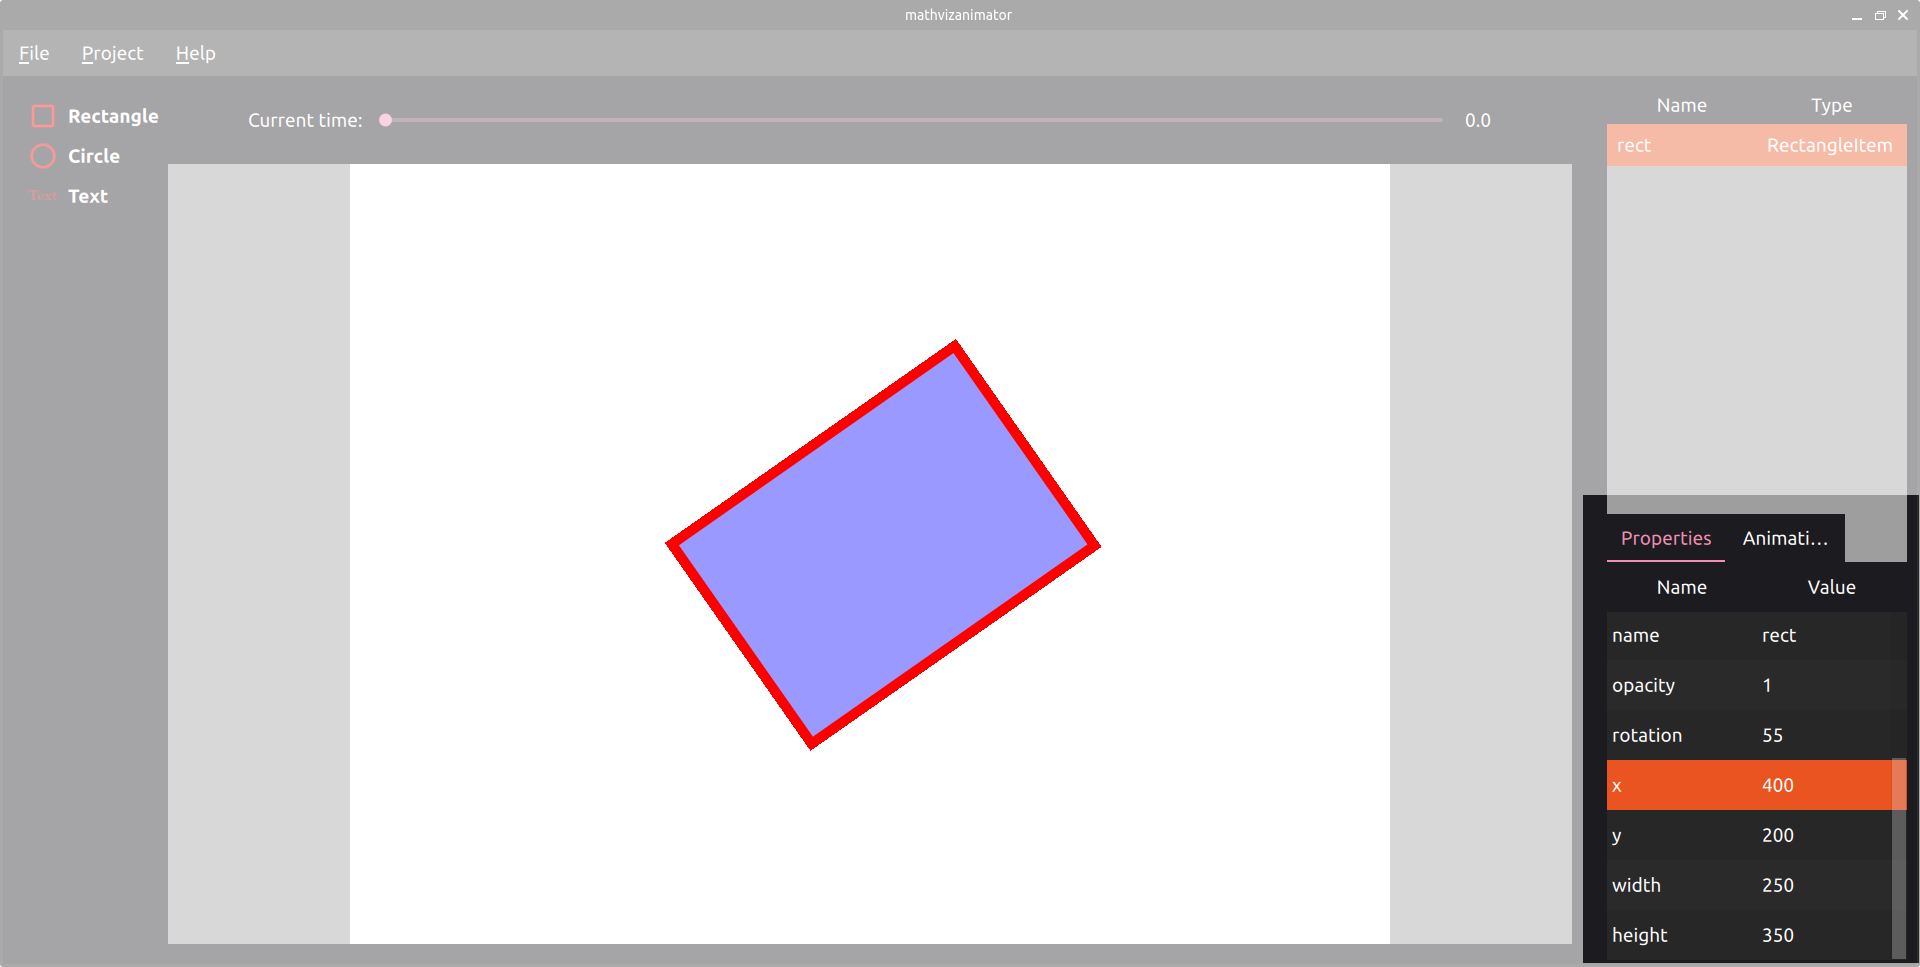 mathvizanimator
File Project Help
Rectangle
Circle
Text Text
Current time: 0.0
Name Type
rect RectangleItem
Properties Animati...
Name Value
name rect
opacity 1
rotation 55
x 400
y 200
width 250
height 350